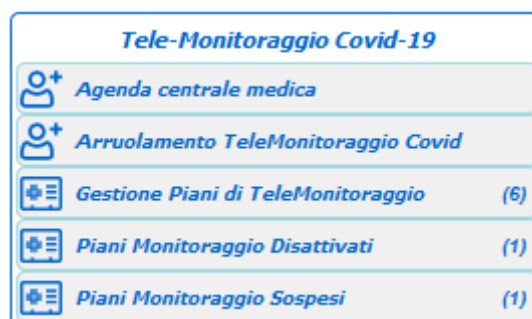 Tele-Monitoraggio Covid-19
Agenda centrale medica
Arruolamento TeleMonitoraggio Covid
Gestione Piani di TeleMonitoraggio (6)
Piani Monitoraggio Disattivati (1)
Piani Monitoraggio Sospesi (1)